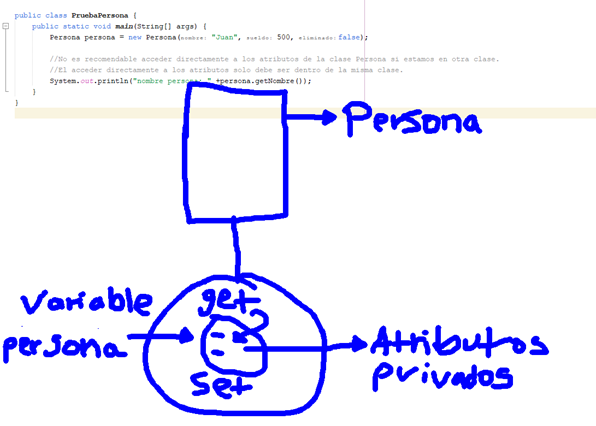 public class PruebaPersona {
public static void main(String[] args) {
Persona persona = new Persona(nombre: "Juan", sueldo: 500, eliminado:false);
//No es recomendable acceder directamente a los atributos de la clase Persona si estamos en otra clase.
//El acceder directamente a los atributos solo debe ser dentro de la misma clase.
System.out.println("nombre persona: " +persona.getNombre());
}
}
Persona
get
variable
persona
set
Atributos
privados